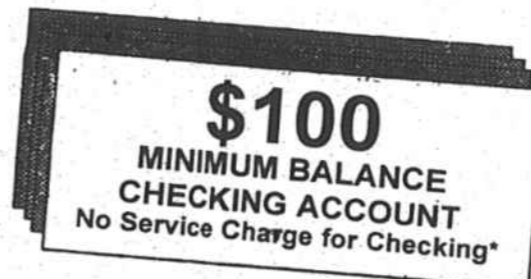 $100
MINIMUM BALANCE
CHECKING ACCOUNT
No Service Charge for Checking*